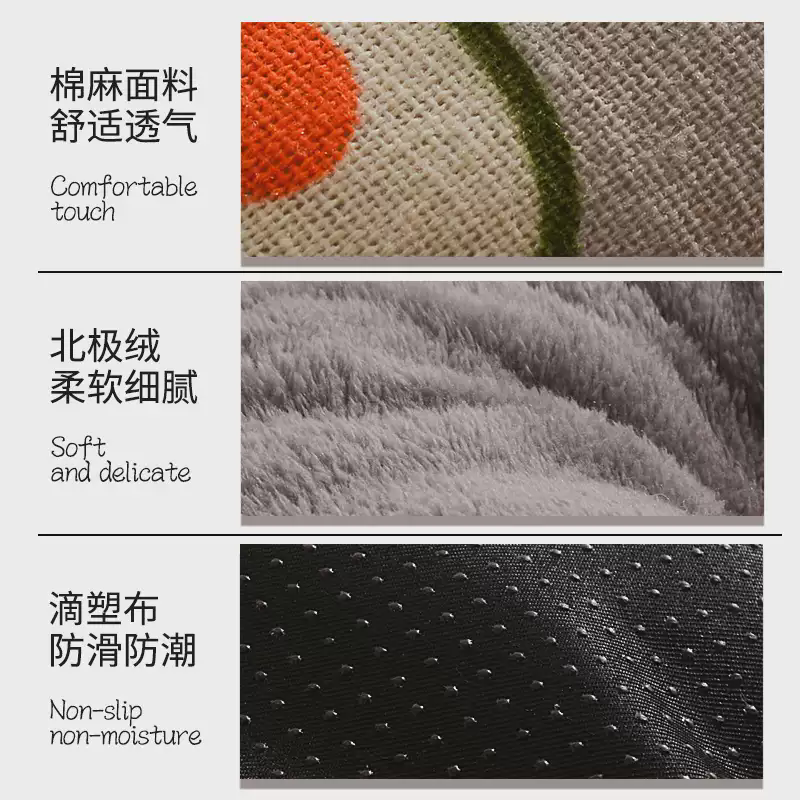 棉麻面料
舒适透气
Comfortable
touch
北极绒
柔软细腻
Soft
and delicate
滴塑布
防滑防潮
Non-slip
non-moisture